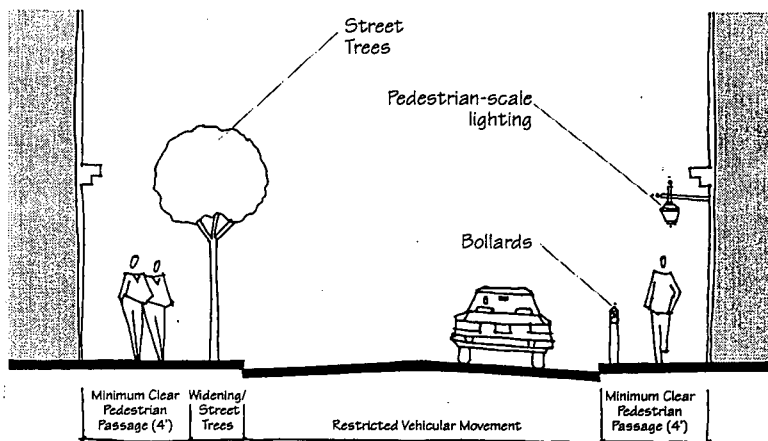 Street
Trees
Pedestrian-scale
lighting
Bollards
Minimum Clear
Pedestrian
Passage (4')
Widening/
Street
Trees
Restricted Vehicular Movement
Minimum Clear
Pedestrian
Passage (4')